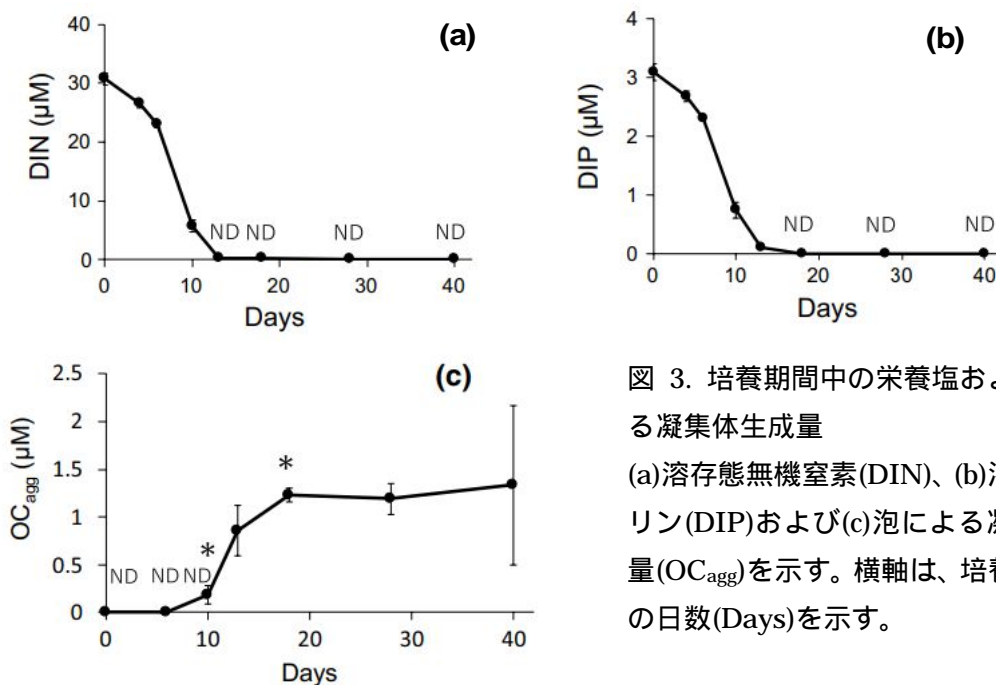 (a)
40
30
20
10
0
DIN (μM)
ND ND ND ND
0 10 20 30 40
Days
(b)
4
3
2
1
0
DIP (μM)
ND ND ND
0 10 20 30 40
Days
(c)
2.5
2
1.5
1
0.5
0
OCagg (μM)
*
*
ND ND ND
0 10 20 30 40
Days
図 3. 培養期間中の栄養塩およ
る凝集体生成量
(a)溶存態無機窒素(DIN)、(b)
リン(DIP)および(c)泡による
量(OCagg)を示す。横軸は、培
の日数(Days)を示す。